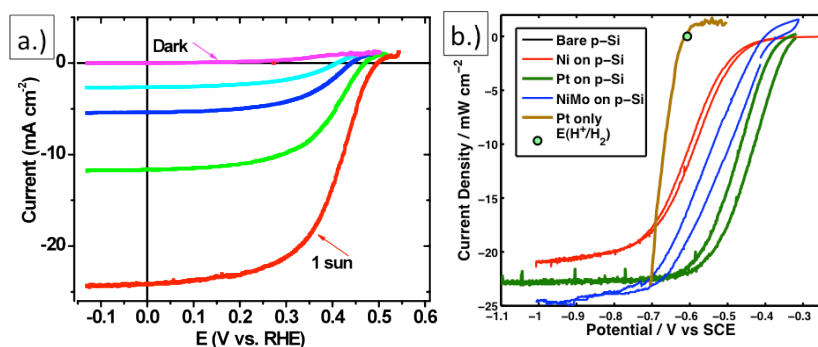 a.)
Dark
1 sun
Current (mA cm-2)
0
-10
-20
-0.1 0.0 0.1 0.2 0.3 0.4 0.5 0.6
E (V vs. RHE)
b.)
Bare p-Si
Ni on p-Si
Pt on p-Si
NiMo on p-Si
Pt only
E(H+/H2)
Current Density / mW cm-2
0
-5
-10
-15
-20
-25
-1.1 -1 -0.9 -0.8 -0.7 -0.6 -0.5 -0.4 -0.3
Potential / V vs SCE